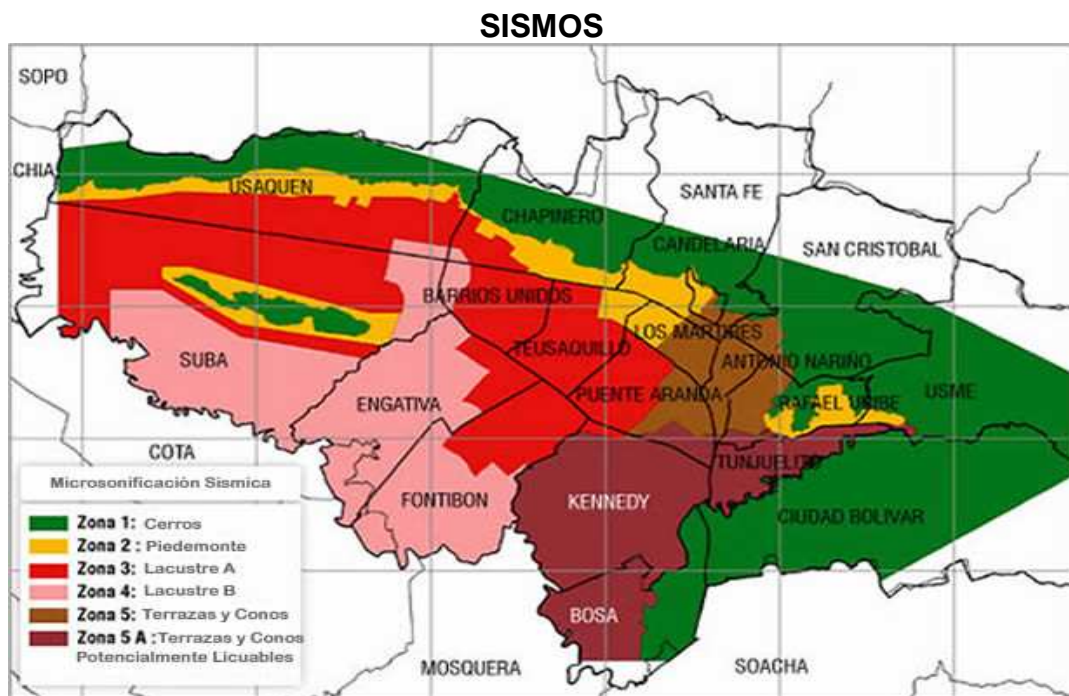 SISMOS
SOPO
CHIA
USAQUEN
SANTA FE
CHAPINERO
CANDELARIA
SAN CRISTOBAL
BARRIOS UNIDOS
LOS MARTIRES
TEUSAQUILLO
SUBA
ANTONIO NARIÑO
PUENTE ARANDA
USME
ENGATIVA
RAFAEL URIBE
COTA
TUNJUELITO
FONTIBON
KENNEDY
CIUDAD BOLIVAR
BOSA
MOSQUERA
SOACHA
Microsonificación Sismica
Zona 1: Cerros
Zona 2 : Piedemonte
Zona 3: Lacustre A
Zona 4: Lacustre B
Zona 5: Terrazas y Conos
Zona 5 A :Terrazas y Conos
Potencialmente Licuables